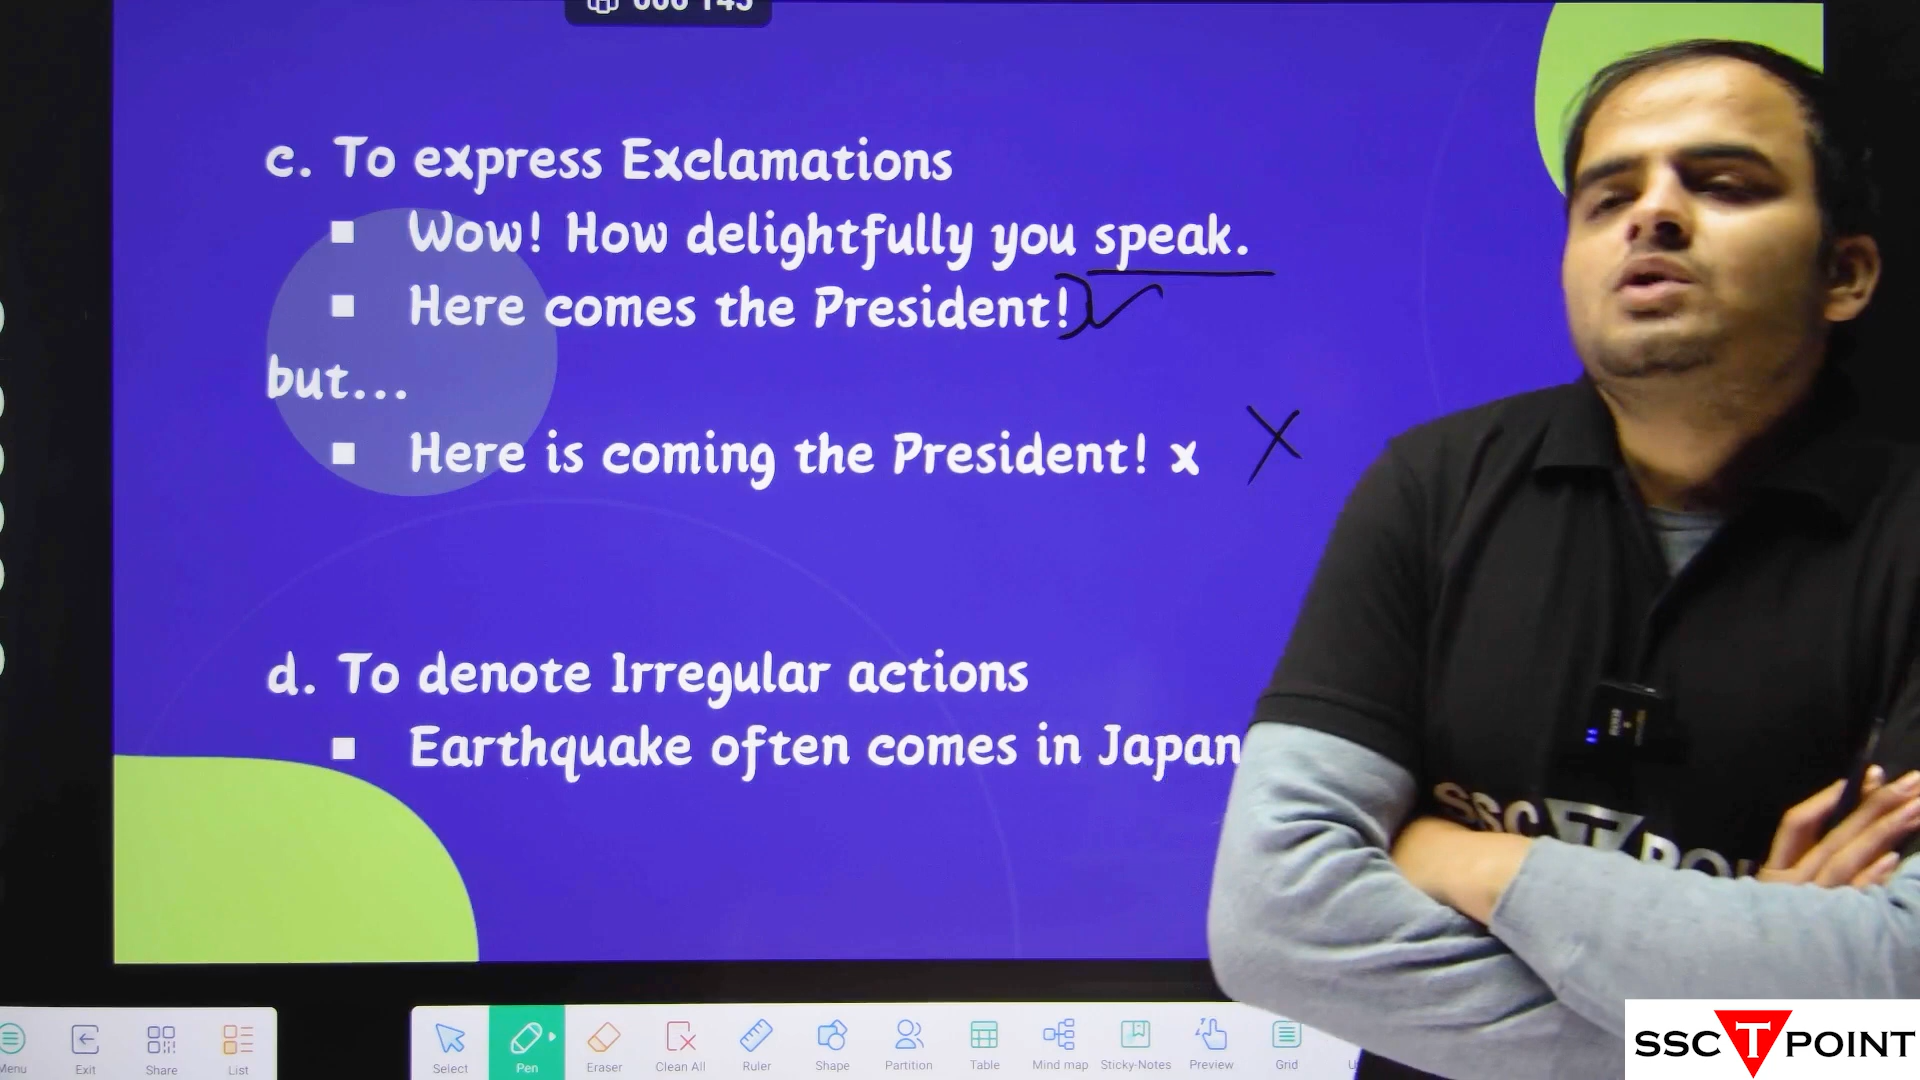 c. To express Exclamations
▪ Wow! How delightfully you speak.
▪ Here comes the President!
but...
▪ Here is coming the President! x
d. To denote Irregular actions
▪ Earthquake often comes in Japan
SSC T
Menu Exit Share List
Select Pen Eraser Clean All Ruler Shape Partition Table Mind map Sticky-Notes Preview Grid
SSC T POINT